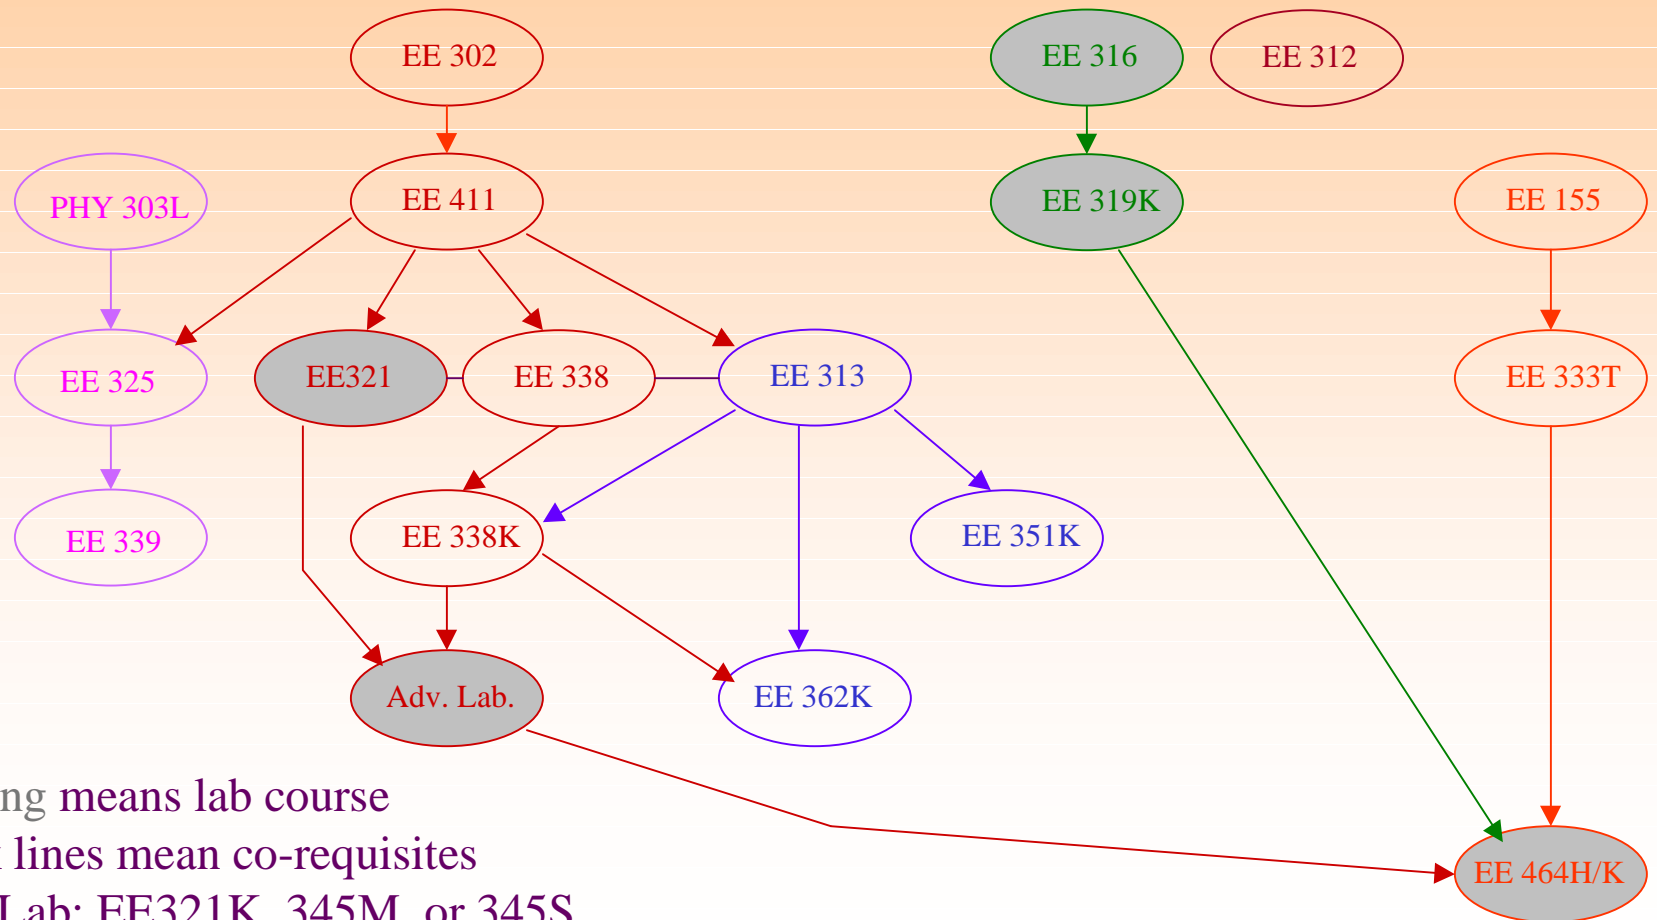 EE 302
EE 316
EE 312
PHY 303L
EE 411
EE 319K
EE 155
EE 325
EE321
EE 338
EE 313
EE 333T
EE 339
EE 338K
EE 351K
Adv. Lab.
EE 362K
EE 464H/K
ng means lab course
lines mean co-requisites
Lab: EE321K, 345M, or 345S